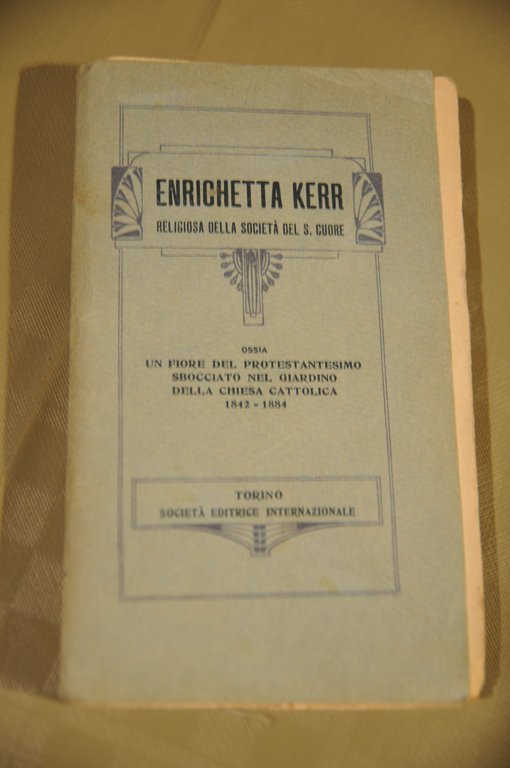 ENRICHETTA KERR
RELIGIOSA DELLA SOCIETÀ DEL S. CUORE
OSSIA
UN FIORE DEL PROTESTANTESIMO
SBOCCIATO NEL GIARDINO
DELLA CHIESA CATTOLICA
1842 - 1884
TORINO
SOCIETÀ EDITRICE INTERNAZIONALE